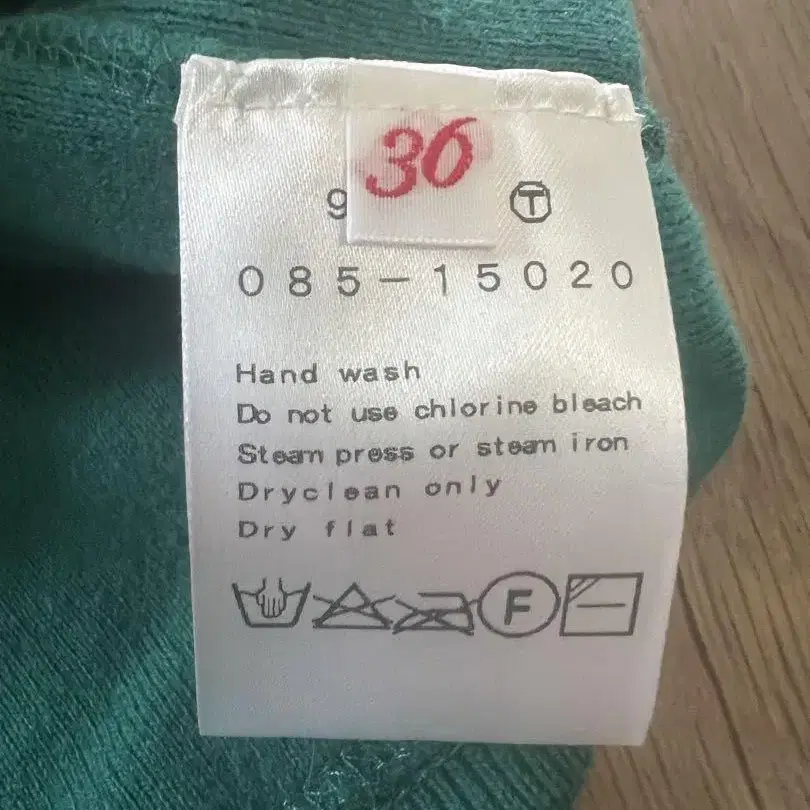 36
9 T
085-15020
Hand wash
Do not use chlorine bleach
Steam press or steam iron
Dryclean only
Dry flat
F